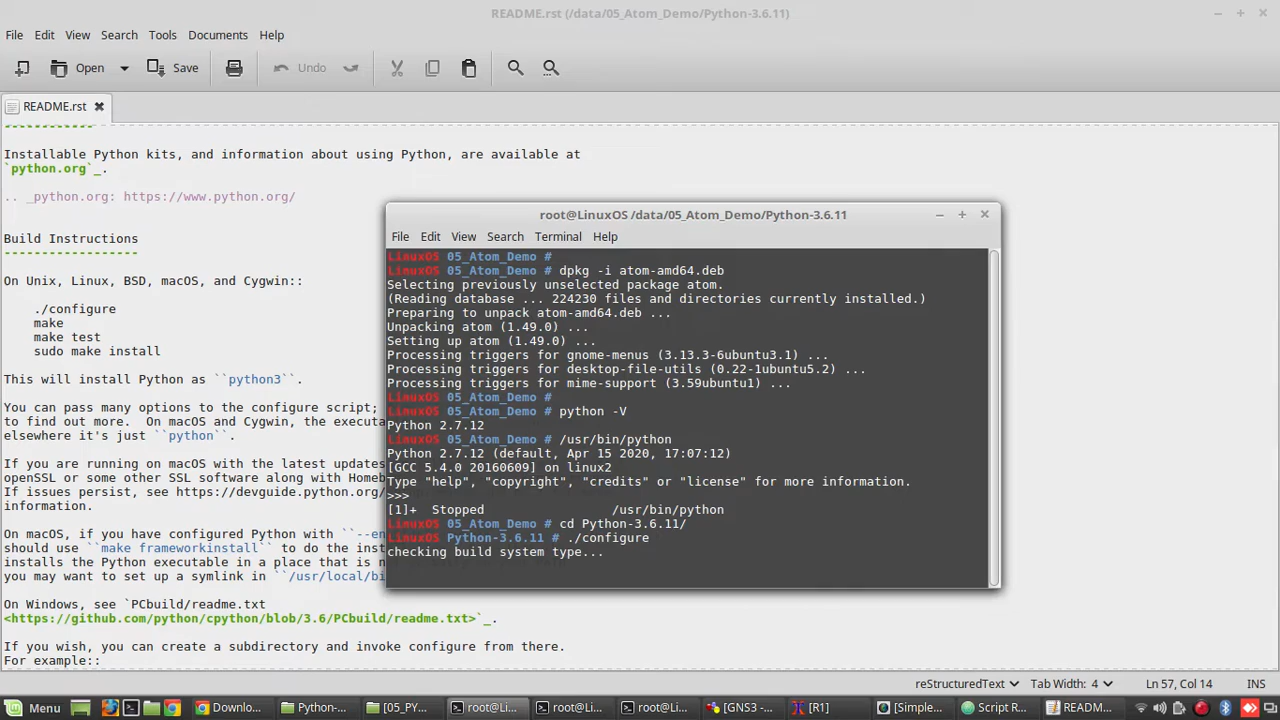 README.rst (/data/05_Atom_Demo/Python-3.6.11)
File Edit View Search Tools Documents Help
Open Save Undo
README.rst
------------
Installable Python kits, and information about using Python, are available at
`python.org`_.
.. _python.org: https://www.python.org/
Build Instructions
------------------
On Unix, Linux, BSD, macOS, and Cygwin::
./configure
make
make test
sudo make install
This will install Python as ``python3``.
You can pass many options to the configure script;
to find out more.  On macOS and Cygwin, the executa
elsewhere it's just ``python``.
If you are running on macOS with the latest updates
openSSL or some other SSL software along with Homeb
If issues persist, see https://devguide.python.org/
information.
On macOS, if you have configured Python with ``--en
should use ``make frameworkinstall`` to do the inst
installs the Python executable in a place that is n
you may want to set up a symlink in ``/usr/local/bi
On Windows, see `PCbuild/readme.txt
<https://github.com/python/cpython/blob/3.6/PCbuild/readme.txt>`_.
If you wish, you can create a subdirectory and invoke configure from there.
For example::
root@LinuxOS /data/05_Atom_Demo/Python-3.6.11
File Edit View Search Terminal Help
LinuxOS 05_Atom_Demo #
LinuxOS 05_Atom_Demo # dpkg -i atom-amd64.deb
Selecting previously unselected package atom.
(Reading database ... 224230 files and directories currently installed.)
Preparing to unpack atom-amd64.deb ...
Unpacking atom (1.49.0) ...
Setting up atom (1.49.0) ...
Processing triggers for gnome-menus (3.13.3-6ubuntu3.1) ...
Processing triggers for desktop-file-utils (0.22-1ubuntu5.2) ...
Processing triggers for mime-support (3.59ubuntu1) ...
LinuxOS 05_Atom_Demo #
LinuxOS 05_Atom_Demo # python -V
Python 2.7.12
LinuxOS 05_Atom_Demo # /usr/bin/python
Python 2.7.12 (default, Apr 15 2020, 17:07:12)
[GCC 5.4.0 20160609] on linux2
Type "help", "copyright", "credits" or "license" for more information.
>>>
[1]+  Stopped                 /usr/bin/python
LinuxOS 05_Atom_Demo # cd Python-3.6.11/
LinuxOS Python-3.6.11 # ./configure
checking build system type...
reStructuredText Tab Width: 4 Ln 57, Col 14 INS
Menu Downlo... Python-... [05_PY... root@Li... root@Li... root@Li... [GNS3 -... [R1] [Simple... Script R... READM...